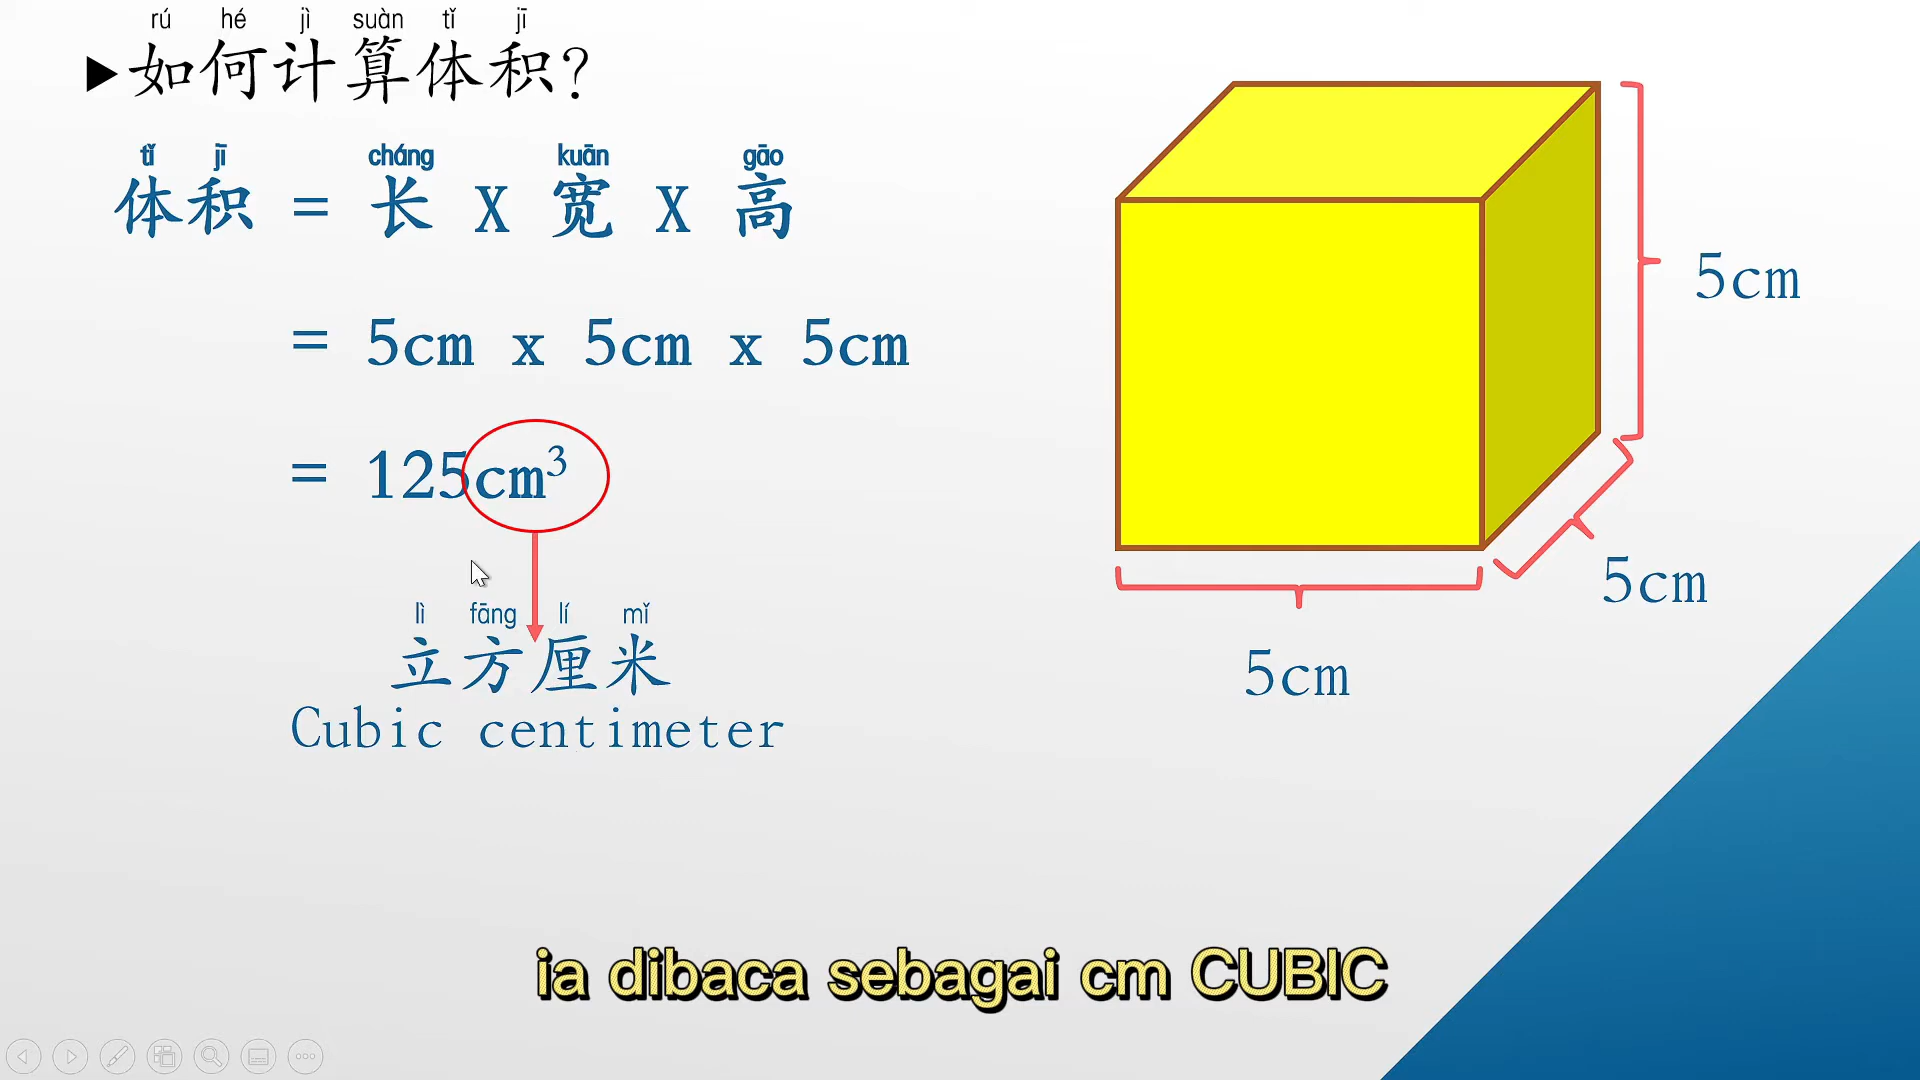 rú hé jì suàn tǐ jī
▶如何计算体积?
tǐ jī cháng kuān gāo
体积 = 长 X 宽 X 高
= 5cm x 5cm x 5cm
= 125cm³
lì fāng lí mǐ
立方厘米
Cubic centimeter
5cm
5cm
5cm
ia dibaca sebagai cm CUBIC